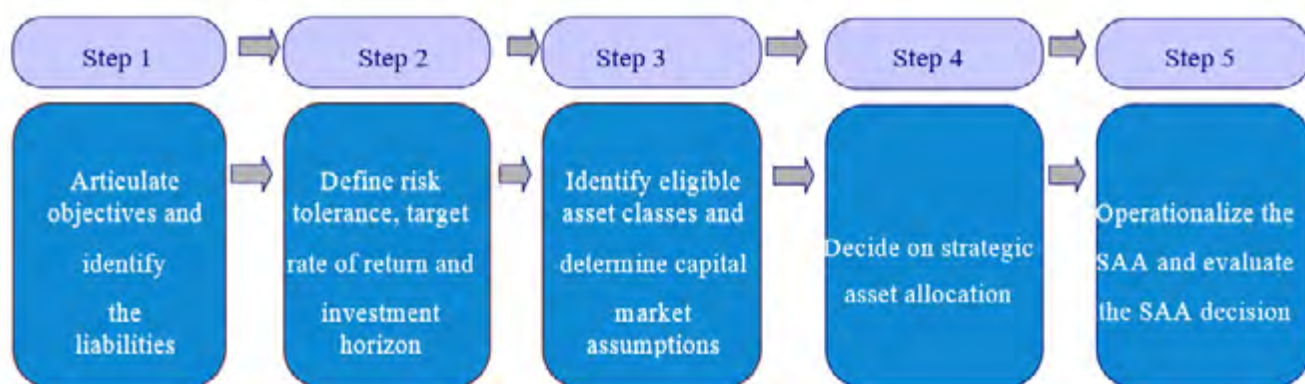 Step 1
Step 2
Step 3
Step 4
Step 5
Articulate
objectives and
identify
the
liabilities
Define risk
tolerance, target
rate of return and
investment
horizon
Identify eligible
asset classes and
determine capital
market
assumptions
Decide on strategic
asset allocation
Operationalize the
SAA and evaluate
the SAA decision